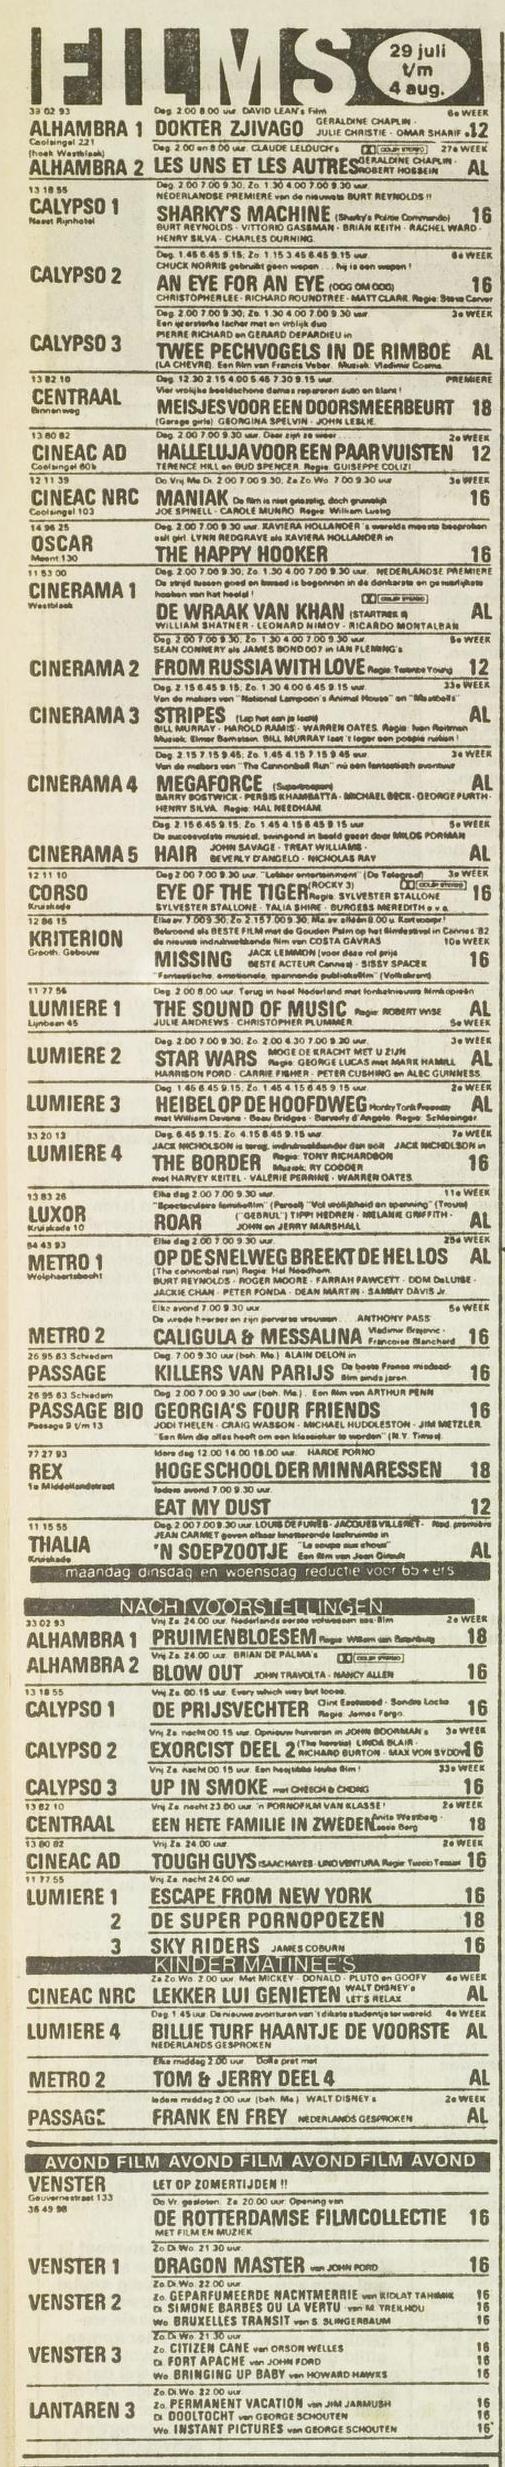 FILMS
29 juli
t/m
4 aug.
33 02 93
Dag. 2.00 8.00 uur. DAVID LEAN's Film
6e WEEK
ALHAMBRA 1 DOKTER ZJIVAGO GERALDINE CHAPLIN - JULIE CHRISTIE - OMAR SHARIF 12
Coolsingel 221
(hoek Westblaak)
Dag. 2.00 en 8.00 uur. CLAUDE LELOUCH's DOLBY STEREO 27e WEEK
ALHAMBRA 2 LES UNS ET LES AUTRES GERALDINE CHAPLIN - ROBERT HOSSEIN AL
13 18 55
Dag. 2.00 7.00 9.30; Zo. 1.30 4.00 7.00 9.30 uur.
NEDERLANDSE PREMIERE van de nieuwste BURT REYNOLDS !!
CALYPSO 1 SHARKY'S MACHINE (Sharky's Politie Commando) 16
Naast Rijnhotel
BURT REYNOLDS - VITTORIO GASSMAN - BRIAN KEITH - RACHEL WARD -
HENRY SILVA - CHARLES DURNING.
Dag. 1.45 6.45 9.15; Zo. 1.15 3.45 6.45 9.15 uur. 6e WEEK
CHUCK NORRIS gebruikt geen wapen... hij is een wapen !
CALYPSO 2 AN EYE FOR AN EYE (OOG OM OOG) 16
CHRISTOPHER LEE - RICHARD ROUNDTREE - MATT CLARK. Regie: Steve Carver
Dag. 2.00 7.00 9.30 uur. 3e WEEK
Een ijzersterke lacher met en vrolijk duo
PIERRE RICHARD en GERARD DEPARDIEU in
CALYPSO 3 TWEE PECHVOGELS IN DE RIMBOE AL
(LA CHEVRE). Een film van Francis Veber. Muziek: Vladimir Cosma.
13 82 10
Dag. 12.30 2.15 4.00 5.45 7.30 9.15 uur. PREMIERE
Vier vrolijke beeldschone dames repareren auto en klant !
CENTRAAL MEISJES VOOR EEN DOORSMEERBEURT 18
Binnenweg
(Garage girls) GEORGINA SPELVIN - JOHN LESLIE.
13 80 82
Dag. 2.00 7.00 9.30 uur. Daar zijn ze weer 2e WEEK
CINEAC AD HALLELUJA VOOR EEN PAAR VUISTEN 12
Coolsingel 60b
TERENCE HILL en BUD SPENCER. Regie: GUISEPPE COLIZI
12 11 39
Do Vrij Ma Di 2.00 7.00 9.30; Za Zo Wo 7.00 9.30 uur 3e WEEK
CINEAC NRC MANIAK De film is niet griezelig, doch gruwelijk 16
Coolsingel 103
JOE SPINELL - CAROLE MUNRO. Regie: William Lustig
14 96 25
Dag. 2.00 7.00 9.30 uur. XAVIERA HOLLANDER 's werelds meest besproken
call girl. LYNN REDGRAVE als XAVIERA HOLLANDER in
OSCAR THE HAPPY HOOKER 16
Meent 130
11 53 00
Dag. 2.00 7.00 9.30; Zo. 1.30 4.00 7.00 9.30 uur. NEDERLANDSE PREMIERE
De strijd tussen goed en kwaad is begonnen in de donkerste en gevaarlijkste
hoeken van het heelal ! DOLBY STEREO
CINERAMA 1 DE WRAAK VAN KHAN (STARTREK II) AL
Westblaak
WILLIAM SHATNER - LEONARD NIMOY - RICARDO MONTALBAN
Dag. 2.00 7.00 9.30; Zo. 1.30 4.00 7.00 9.30 uur. 5e WEEK
SEAN CONNERY als JAMES BOND 007 in IAN FLEMING's
CINERAMA 2 FROM RUSSIA WITH LOVE Regie: Terence Young 12
Dag. 2.15 6.45 9.15; Zo. 1.30 4.00 6.45 9.15 uur. 33e WEEK
Van de makers van "National Lampoon's Animal House" en "Meatballs"
CINERAMA 3 STRIPES (Lap het aan je laars) AL
BILL MURRAY - HAROLD RAMIS - WARREN OATES. Regie: Ivan Reitman
Muziek: Elmer Bernstein. BILL MURRAY laat 't leger een poepie ruiken !
Dag. 2.15 7.15 9.45; Zo. 1.45 4.15 7.15 9.45 uur 3e WEEK
Van de makers van "The Cannonball Run" nú een fantastisch avontuur
CINERAMA 4 MEGAFORCE (Supertroepen) AL
BARRY BOSTWICK - PERSIS KHAMBATTA - MICHAEL BECK - GEORGE FURTH -
HENRY SILVA. Regie: HAL NEEDHAM.
Dag. 2.15 6.45 9.15; Zo. 1.45 4.15 6.45 9.15 uur 5e WEEK
De succesvolste musical, swingend in beeld gezet door MILOS FORMAN
CINERAMA 5 HAIR JOHN SAVAGE - TREAT WILLIAMS - BEVERLY D'ANGELO - NICHOLAS RAY AL
12 11 10
Dag 2.00 7.00 9.30 uur. "Lekker entertainment" (De Telegraaf) 3e WEEK
CORSO EYE OF THE TIGER (ROCKY 3) DOLBY STEREO Regie: SYLVESTER STALLONE 16
Kruiskade
SYLVESTER STALLONE - TALIA SHIRE - BURGESS MEREDITH e.v.a.
12 86 15
Elke av. 7.00 9.30; Zo 2.15 7.00 9.30; Ma. av. alléén 8.00 u. Kortworp!
Bekroond als BESTE FILM met de Gouden Palm op het filmfestival in Cannes '82
de nieuwe indrukwekkende film van COSTA GAVRAS 10e WEEK
KRITERION MISSING JACK LEMMON (voor deze rol prijs BESTE ACTEUR Cannes) - SISSY SPACEK 16
Grooth. Gebouw
"Fantastische, emotionele, spannende publieksfilm" (Volkskrant)
11 77 55
Dag. 2.00 8.00 uur. Terug in heel Nederland met fonkelnieuwe filmkopieën
LUMIERE 1 THE SOUND OF MUSIC Regie: ROBERT WISE AL
Lijnbaan 45
JULIE ANDREWS - CHRISTOPHER PLUMMER 5e WEEK
Dag. 2.00 7.00 9.30; Zo. 2.00 4.30 7.00 9.30 uur 3e WEEK
LUMIERE 2 STAR WARS MOGE DE KRACHT MET U ZIJN Regie: GEORGE LUCAS met MARK HAMILL AL
HARRISON FORD - CARRIE FISHER - PETER CUSHING en ALEC GUINNESS
Dag. 1.45 6.45 9.15; Zo. 1.45 4.15 6.45 9.15 uur. 2e WEEK
LUMIERE 3 HEIBEL OP DE HOOFDWEG Honky Tonk Freeway AL
met William Devane - Beau Bridges - Beverly d'Angelo. Regie: Schlesinger
33 20 13
Dag. 6.45 9.15; Zo. 4.15 6.45 9.15 uur. 7e WEEK
JACK NICHOLSON is terug, indrukwekkender dan ooit JACK NICHOLSON in
LUMIERE 4 THE BORDER Regie: TONY RICHARDSON Muziek: RY COODER 16
met HARVEY KEITEL - VALERIE PERRINE - WARREN OATES
13 83 26
Elke dag 2.00 7.00 9.30 uur. 11e WEEK
"Spectaculaire familiefilm" (Parool) "Vol vrolijkheid en spanning" (Trouw)
LUXOR ROAR ("GEBRUL") TIPPI HEDREN - MELANIE GRIFFITH - JOHN en JERRY MARSHALL AL
Kruiskade 10
84 43 93
Elke dag 2.00 7.00 9.30 uur. 25e WEEK
METRO 1 OP DE SNELWEG BREEKT DE HEL LOS AL
Wolphaertsbocht
(The cannonbal run) Regie: Hal Needham.
BURT REYNOLDS - ROGER MOORE - FARRAH FAWCETT - DOM DeLUISE -
JACKIE CHAN - PETER FONDA - DEAN MARTIN - SAMMY DAVIS Jr.
Elke avond 7.00 9.30 uur 5e WEEK
De wrede heerser en zijn perverse vrouwen ... ANTHONY PASS'
METRO 2 CALIGULA & MESSALINA Vladimir Brajovic - Francoise Blanchard 16
26 95 63 Schiedam
Dag. 7.00 9.30 uur (beh. Ma.) ALAIN DELON in
PASSAGE KILLERS VAN PARIJS De beste Franse misdaad- film sinds jaren 16
26 95 63 Schiedam
Dag. 2.00 7.00 9.30 (beh. Ma.). Een film van ARTHUR PENN
PASSAGE BIO GEORGIA'S FOUR FRIENDS 16
Passage 9 t/m 13
JODI THELEN - CRAIG WASSON - MICHAEL HUDDLESTON - JIM METZLER
"Een film die alles heeft om een klassieker te worden" (N.Y. Times).
77 27 93
Iedere dag 12.00 14.00 16.00 uur. HARDE PORNO
REX HOGESCHOOL DER MINNARESSEN 18
1e Middellandstraat
Iedere avond 7.00 9.30 uur.
EAT MY DUST 12
11 15 55
Dag. 2.00 7.00 9.30 uur LOUIS DE FUNES - JACQUES VILLERET - Ned. première
JEAN CARMET geven elkaar knetterende lachsalvo in
THALIA 'N SOEPZOOTJE "La soupe aux choux" Een film van Jean Girault AL
Kruiskade
maandag dinsdag en woensdag reductie voor 65+ers
NACHTVOORSTELLINGEN
33 02 93
Vrij Za. 24.00 uur. Nederlands eerste volwassen sex-film 2e WEEK
ALHAMBRA 1 PRUIMENBLOESEM 18
Vrij Za. 24.00 uur. BRIAN DE PALMA's DOLBY STEREO
ALHAMBRA 2 BLOW OUT JOHN TRAVOLTA - NANCY ALLEN 16
13 18 55
Vrij Za. 00.15 uur. Every which way but loose.
CALYPSO 1 DE PRIJSVECHTER Clint Eastwood - Sondra Locke Regie: James Fargo. 16
Vrij Za. nacht 00.15 uur. Opnieuw huiveren in JOHN BOORMAN's 3e WEEK
CALYPSO 2 EXORCIST DEEL 2 (The heretic) LINDA BLAIR - RICHARD BURTON - MAX VON SYDOW 16
Vrij Za. nacht 00.15 uur. Een hoopfikke leuke film ! 33e WEEK
CALYPSO 3 UP IN SMOKE met CHEECH & CHONG 16
13 82 10
Vrij Za. nacht 23.00 uur. 'n PORNOFILM VAN KLASSE! 2e WEEK
CENTRAAL EEN HETE FAMILIE IN ZWEDEN 18
13 80 82
Vrij Za. 24.00 uur. 2e WEEK
CINEAC AD TOUGH GUYS ISAAC HAYES - LINO VENTURA. Regie: Tuccio Tessari 16
11 77 55
Vrij Za. nacht 24.00 uur
LUMIERE 1 ESCAPE FROM NEW YORK 16
2 DE SUPER PORNOPOEZEN 18
3 SKY RIDERS JAMES COBURN 16
KINDER MATINEE'S
Za Zo Wo 2.00 uur. Met MICKEY - DONALD - PLUTO en GOOFY 4e WEEK
CINEAC NRC LEKKER LUI GENIETEN WALT DISNEY's LET'S RELAX AL
Dag. 1.45 uur. De nieuwe avonturen van 't dikste studentje ter wereld. 4e WEEK
LUMIERE 4 BILLIE TURF HAANTJE DE VOORSTE AL
NEDERLANDS GESPROKEN
Elke middag 2.00 uur. Dolle pret met
METRO 2 TOM & JERRY DEEL 4 AL
Iedere middag 2.00 uur (beh. Ma.) WALT DISNEY's 2e WEEK
PASSAGE FRANK EN FREY NEDERLANDS GESPROKEN AL
AVOND FILM AVOND FILM AVOND FILM AVOND
VENSTER LET OP ZOMERTIJDEN !!
Gouvernestraat 133
36 49 98
Do. Vr. gesloten. Za 20.00 uur Opening van
DE ROTTERDAMSE FILMCOLLECTIE 16
MET FILM EN MUZIEK
Zo. Di. Wo. 21.30 uur
VENSTER 1 DRAGON MASTER van JOHN FORD 16
Zo. Di. Wo. 22.00 uur.
VENSTER 2 Zo. GEPARFUMEERDE NACHTMERRIE van KIDLAT TAHIMIK 16
Di. SIMONE BARBES OU LA VERTU van M. TREILHOU 16
Wo. BRUXELLES TRANSIT van S. SLINGERBAUM 16
Zo. Di. Wo. 21.30 uur
VENSTER 3 Zo. CITIZEN CANE van ORSON WELLES 16
Di. FORT APACHE van JOHN FORD 16
Wo BRINGING UP BABY van HOWARD HAWKS 16
Zo. Di. Wo. 22.00 uur.
LANTAREN 3 Zo. PERMANENT VACATION van JIM JARMUSH 16
Di. DOOLTOCHT van GEORGE SCHOUTEN 16
Wo. INSTANT PICTURES van GEORGE SCHOUTEN 16